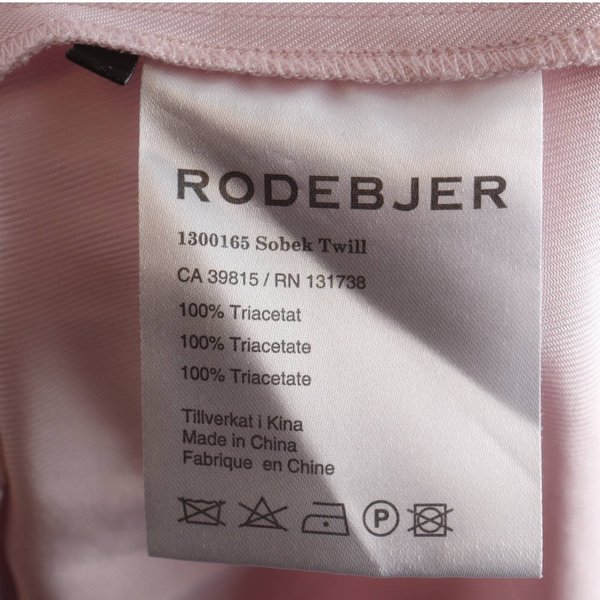 RODEBJER
1300165 Sobek Twill
CA 39815 / RN 131738
100% Triacetat
100% Triacetate
100% Triacetate
Tillverkat i Kina
Made in China
Fabrique en Chine
P